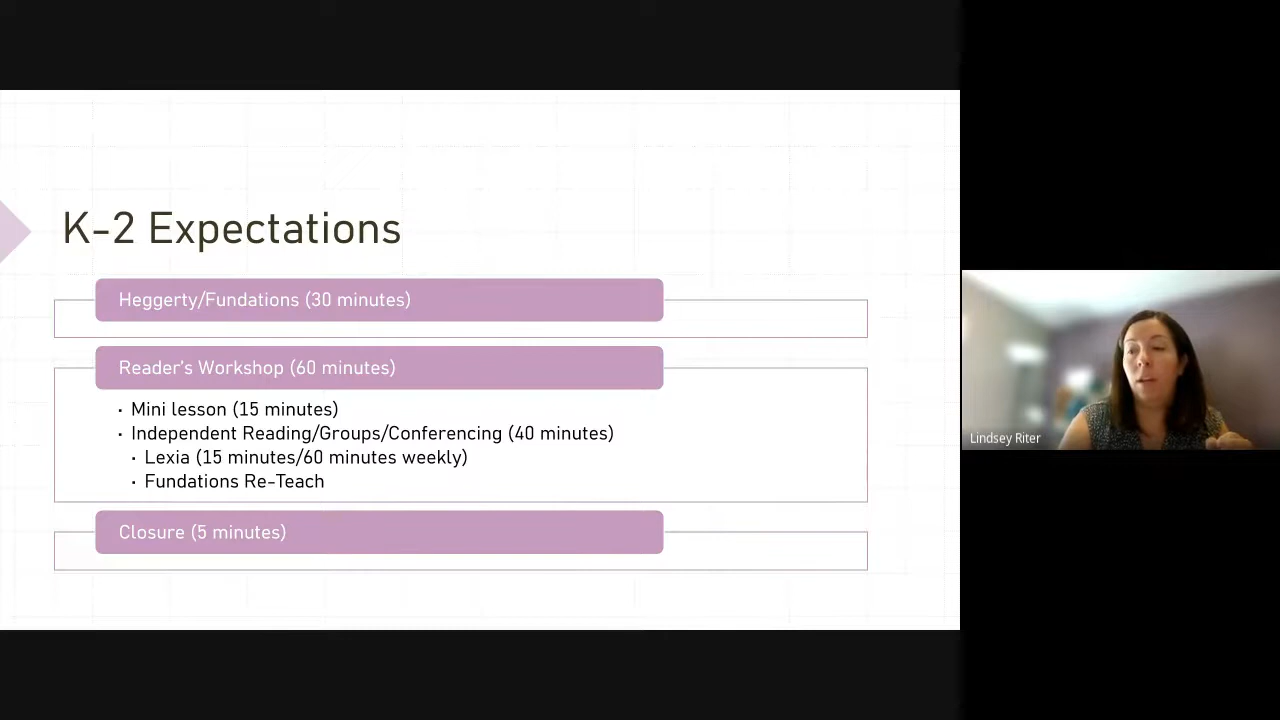 K-2 Expectations
Heggerty/Fundations (30 minutes)
Reader's Workshop (60 minutes)
▪ Mini lesson (15 minutes)
▪ Independent Reading/Groups/Conferencing (40 minutes)
▪ Lexia (15 minutes/60 minutes weekly)
▪ Fundations Re-Teach
Closure (5 minutes)
Lindsey Riter